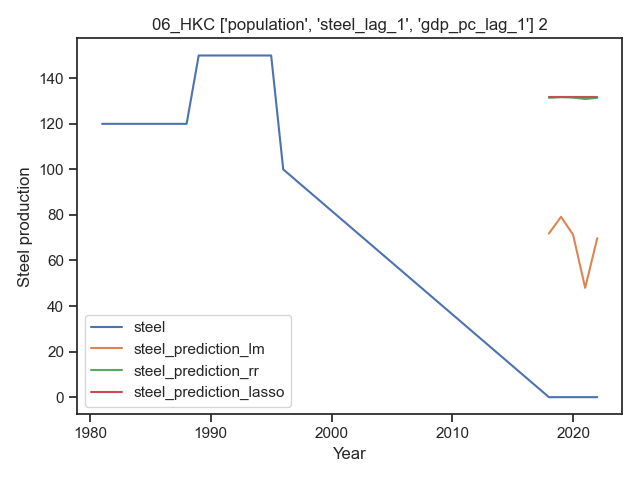 06_HKC ['population', 'steel_lag_1', 'gdp_pc_lag_1'] 2
Steel production
140
120
100
80
60
40
20
0
steel
steel_prediction_lm
steel_prediction_rr
steel_prediction_lasso
1980
1990
2000
2010
2020
Year